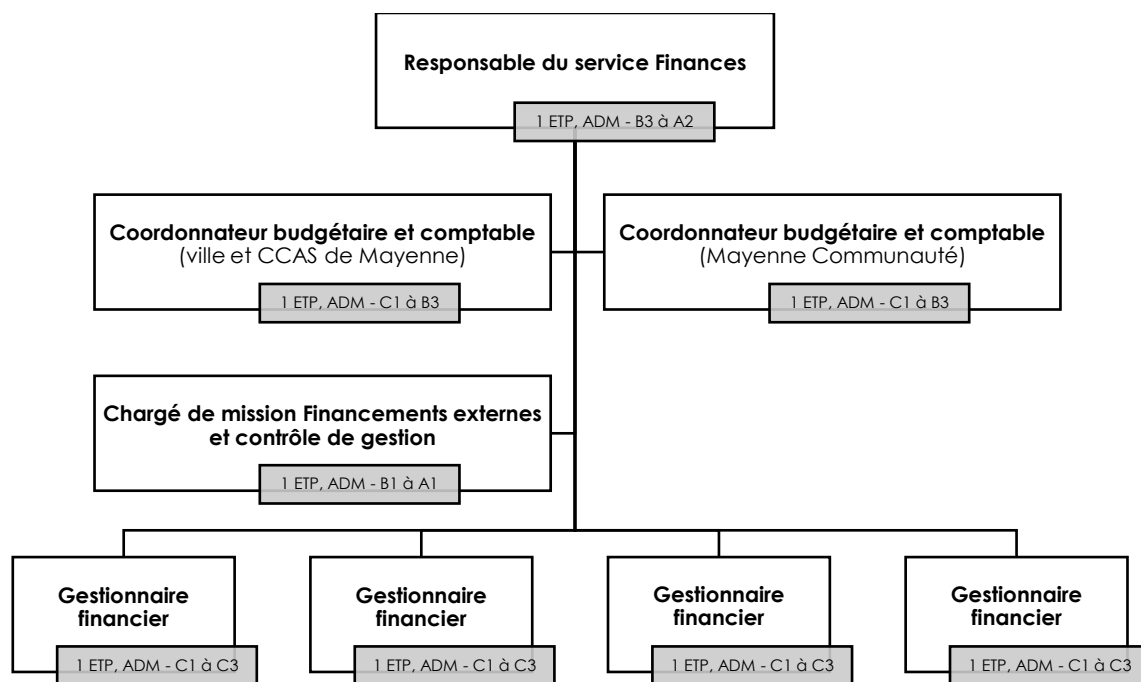 Responsable du service Finances
1 ETP, ADM - B3 à A2
Coordonnateur budgétaire et comptable
(ville et CCAS de Mayenne)
1 ETP, ADM - C1 à B3
Coordonnateur budgétaire et comptable
(Mayenne Communauté)
1 ETP, ADM - C1 à B3
Chargé de mission Financements externes
et contrôle de gestion
1 ETP, ADM - B1 à A1
Gestionnaire
financier
1 ETP, ADM - C1 à C3
Gestionnaire
financier
1 ETP, ADM - C1 à C3
Gestionnaire
financier
1 ETP, ADM - C1 à C3
Gestionnaire
financier
1 ETP, ADM - C1 à C3